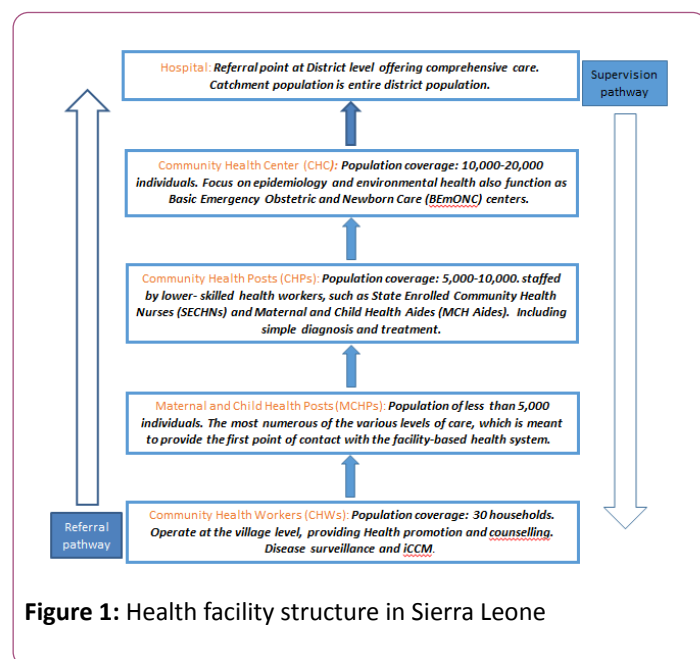 Hospital: Referral point at District level offering comprehensive care.
Catchment population is entire district population.
Supervision
pathway
Community Health Center (CHC): Population coverage: 10,000-20,000
individuals. Focus on epidemiology and environmental health also function as
Basic Emergency Obstetric and Newborn Care (BEmONC) centers.
Community Health Posts (CHPs): Population coverage: 5,000-10,000. staffed
by lower- skilled health workers, such as State Enrolled Community Health
Nurses (SECHNs) and Maternal and Child Health Aides (MCH Aides). Including
simple diagnosis and treatment.
Maternal and Child Health Posts (MCHPs): Population of less than 5,000
individuals. The most numerous of the various levels of care, which is meant
to provide the first point of contact with the facility-based health system.
Referral
pathway
Community Health Workers (CHWs): Population coverage: 30 households.
Operate at the village level, providing Health promotion and counselling.
Disease surveillance and iCCM.
Figure 1: Health facility structure in Sierra Leone